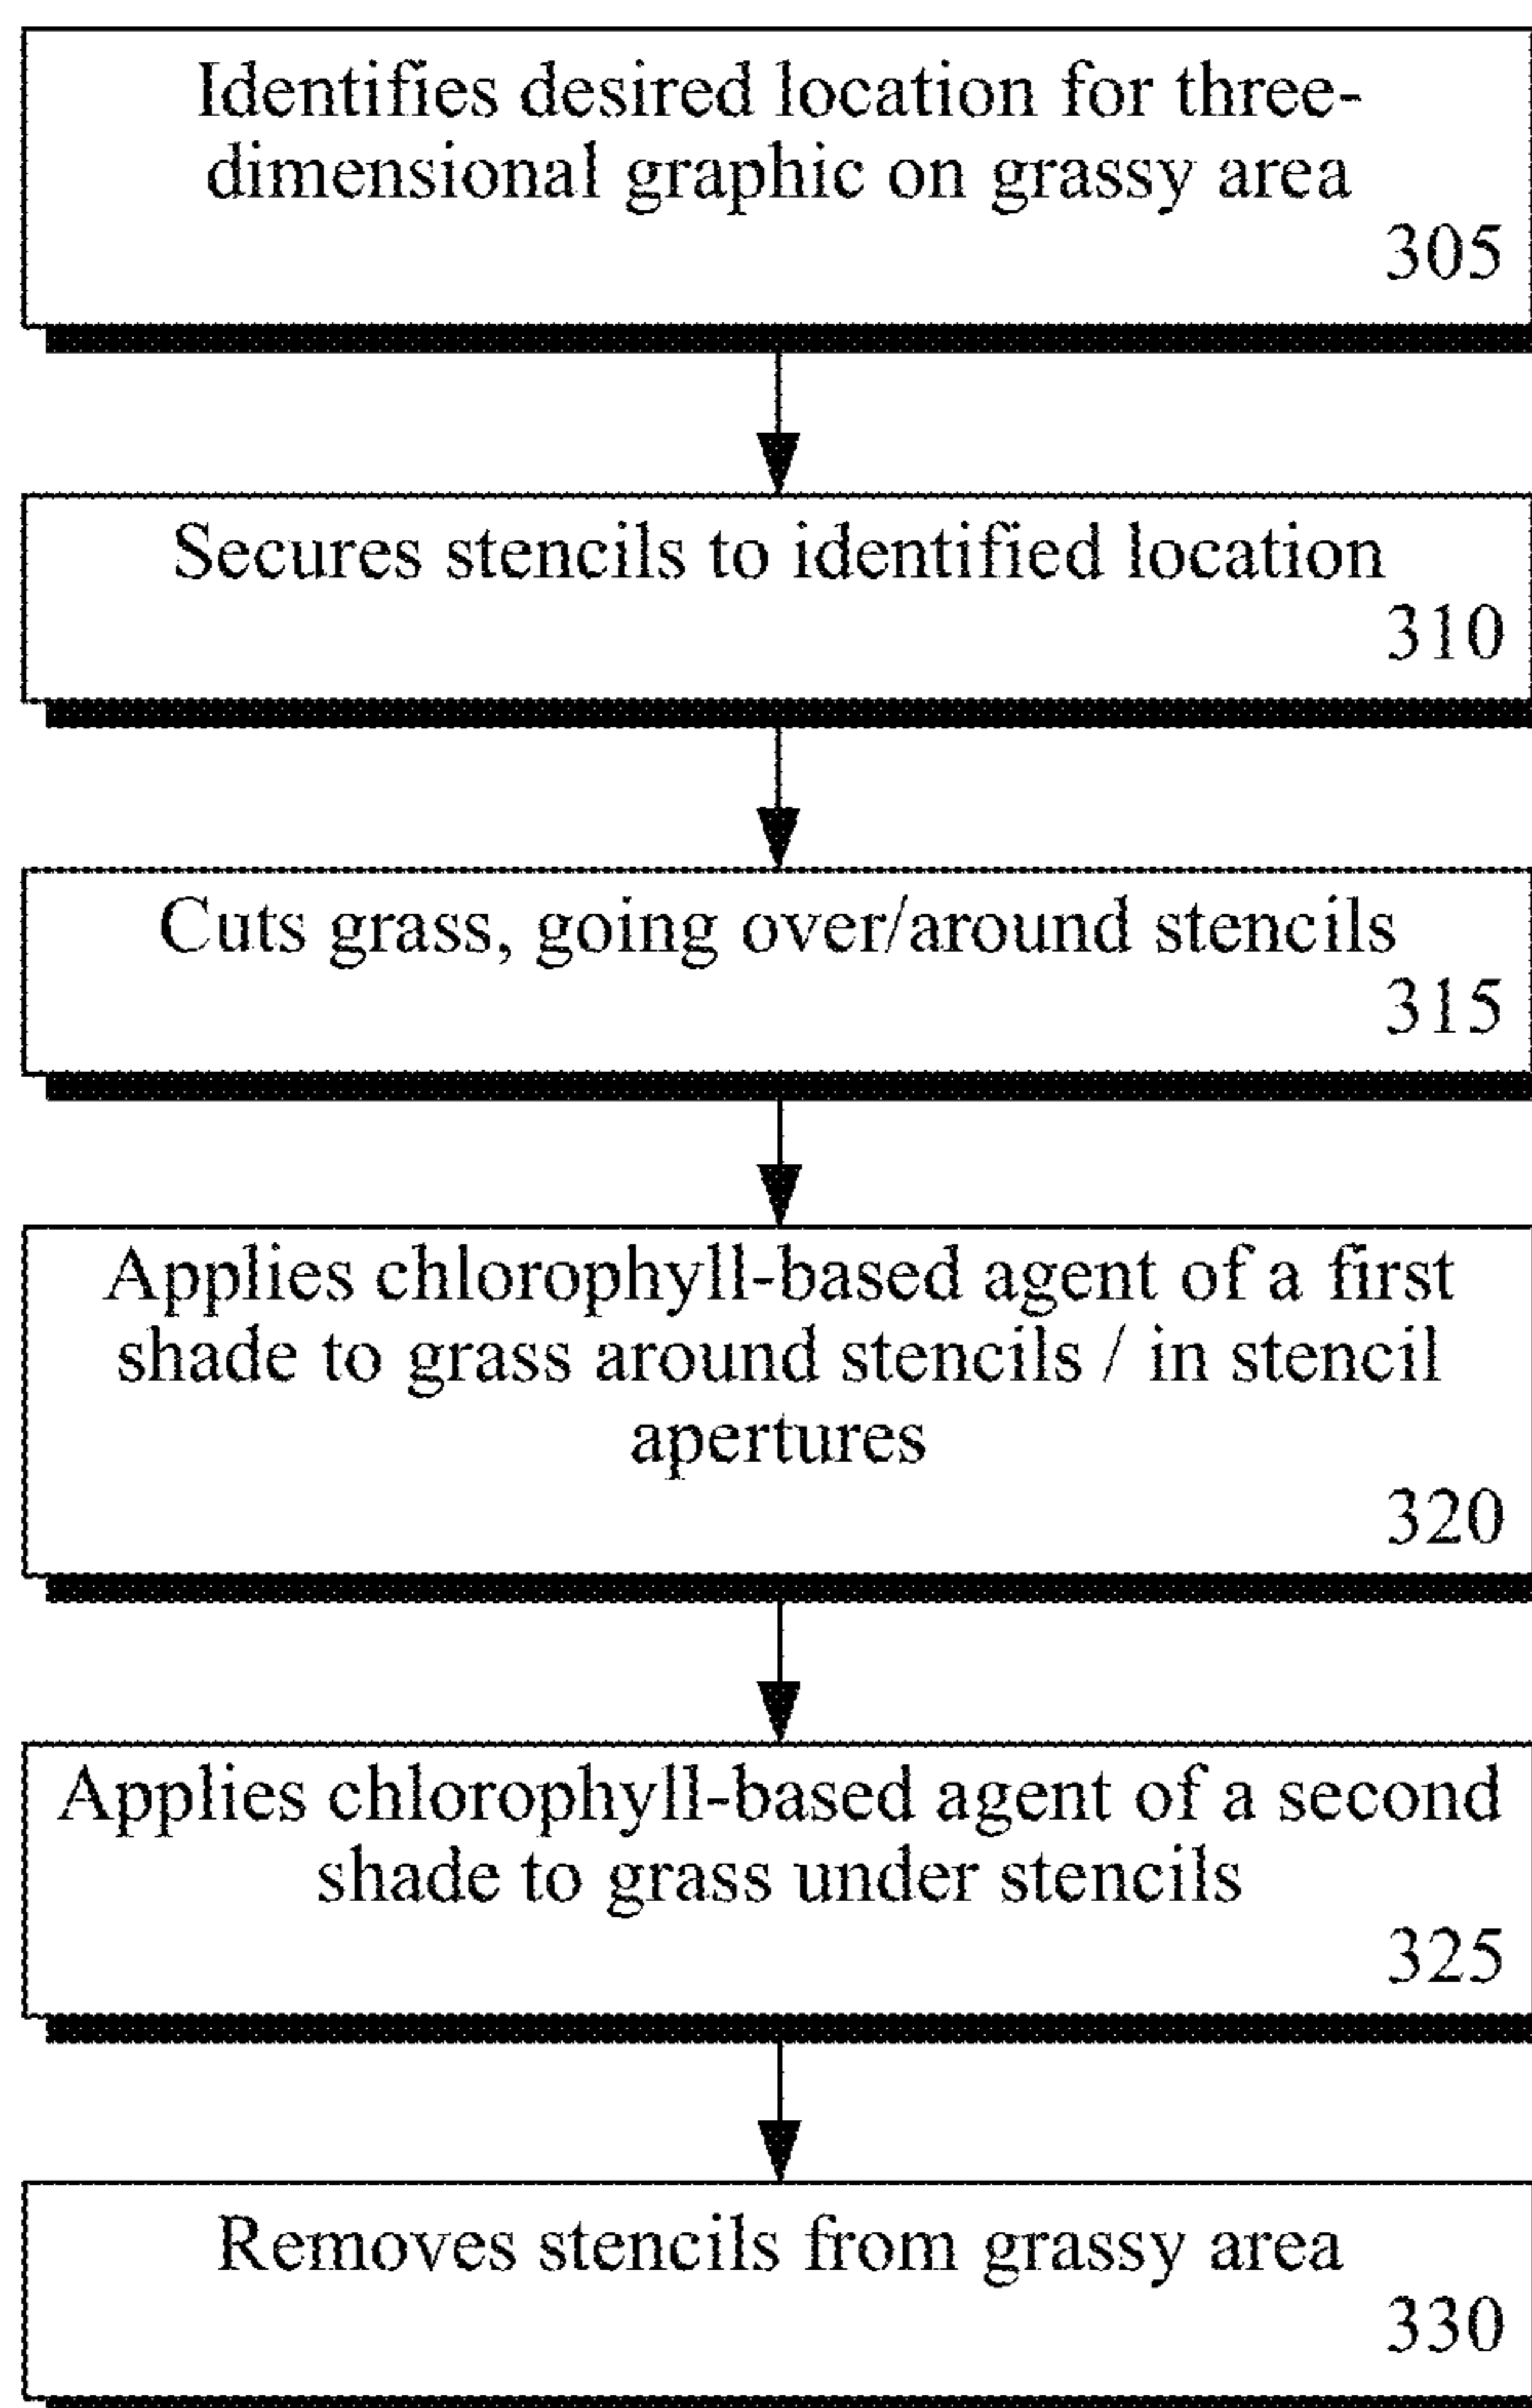 Identifies desired location for three-
dimensional graphic on grassy area
305
Secures stencils to identified location
310
Cuts grass, going over/around stencils
315
Applies chlorophyll-based agent of a first
shade to grass around stencils / in stencil
apertures
320
Applies chlorophyll-based agent of a second
shade to grass under stencils
325
Removes stencils from grassy area
330